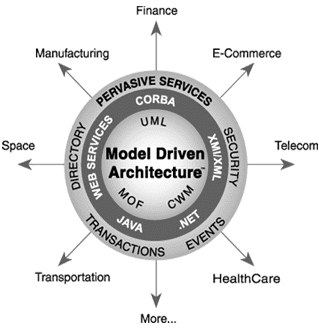 Finance
Manufacturing
E-Commerce
PERVASIVE SERVICES
CORBA
UML
DIRECTORY
WEB SERVICES
XMI/XML
SECURITY
Space
Telecom
Model Driven
Architecture™
MOF
CWM
JAVA
.NET
TRANSACTIONS
EVENTS
Transportation
HealthCare
More...